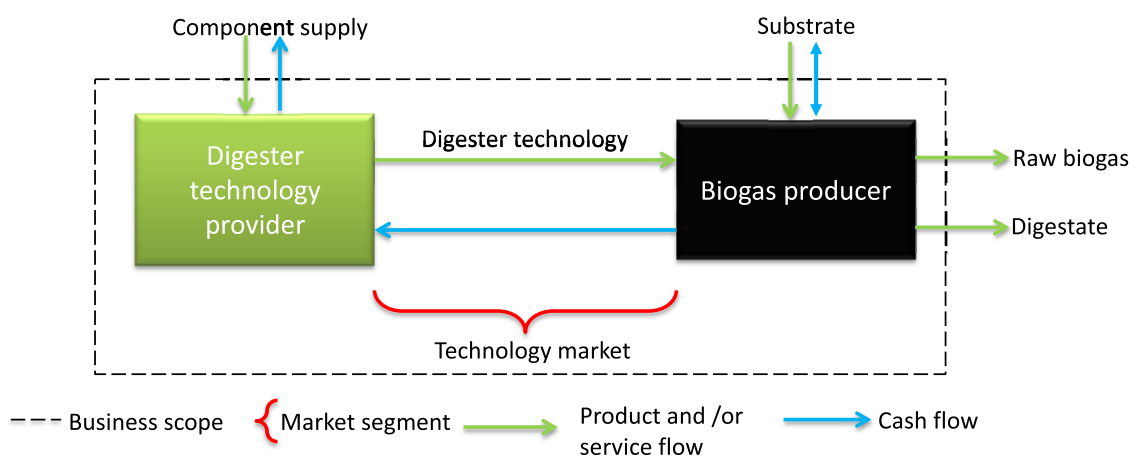 Component supply
Substrate
Digester technology
Digester
technology
provider
Biogas producer
Raw biogas
Digestate
Technology market
Business scope
Market segment
Product and /or
service flow
Cash flow